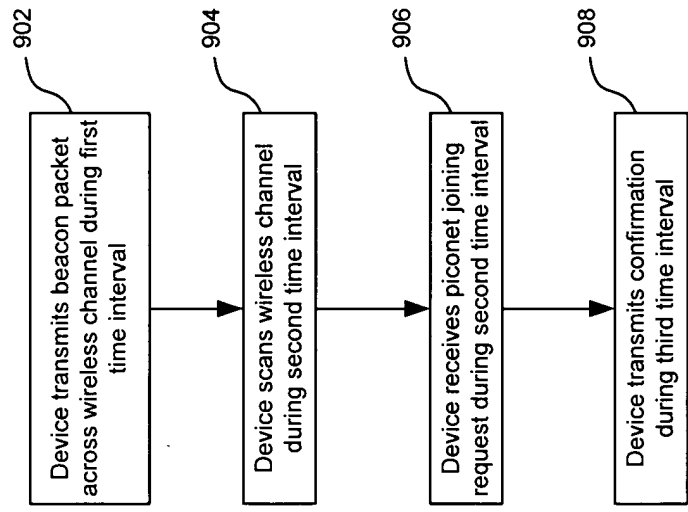 902
Device transmits beacon packet
across wireless channel during first
time interval
904
Device scans wireless channel
during second time interval
906
Device receives piconet joining
request during second time interval
908
Device transmits confirmation
during third time interval